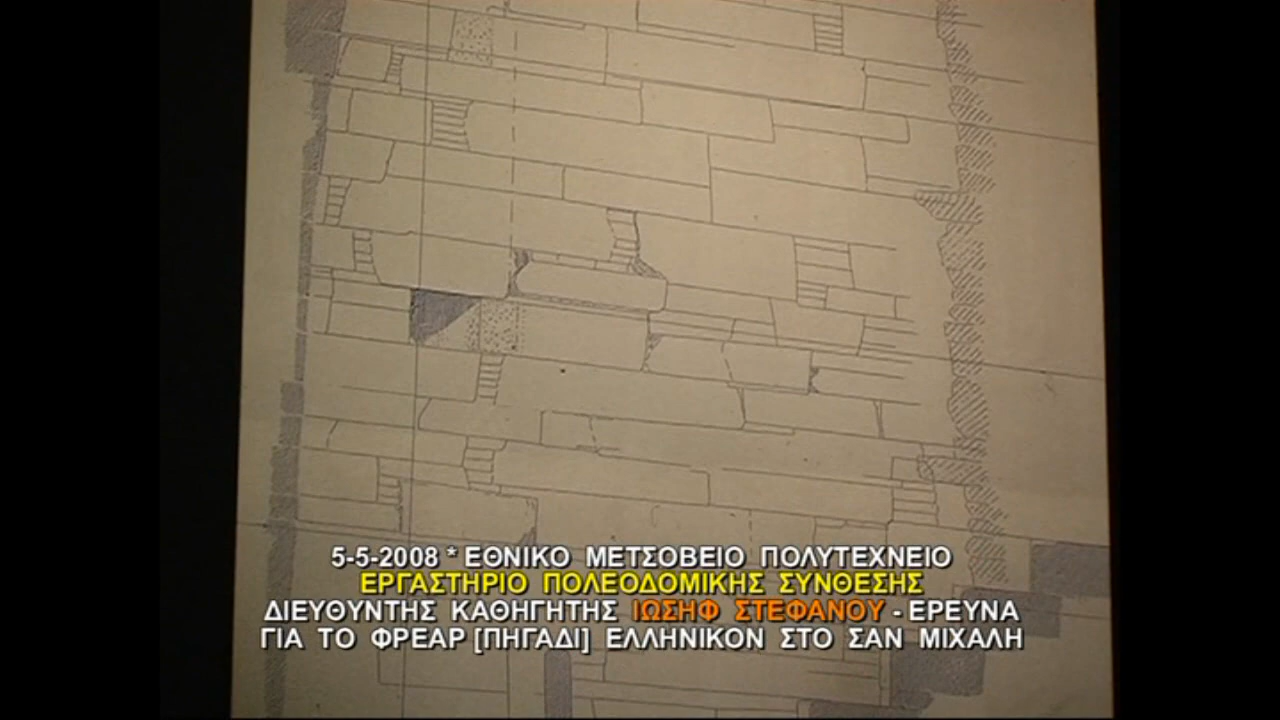 5-5-2008 * ΕΘΝΙΚΟ ΜΕΤΣΟΒΕΙΟ ΠΟΛΥΤΕΧΝΕΙΟ
ΕΡΓΑΣΤΗΡΙΟ ΠΟΛΕΟΔΟΜΙΚΗΣ ΣΥΝΘΕΣΗΣ
ΔΙΕΥΘΥΝΤΗΣ ΚΑΘΗΓΗΤΗΣ ΙΩΣΗΦ ΣΤΕΦΑΝΟΥ - ΕΡΕΥΝΑ
ΓΙΑ ΤΟ ΦΡΕΑΡ [ΠΗΓΑΔΙ] ΕΛΛΗΝΙΚΟΝ ΣΤΟ ΣΑΝ ΜΙΧΑΛΗ